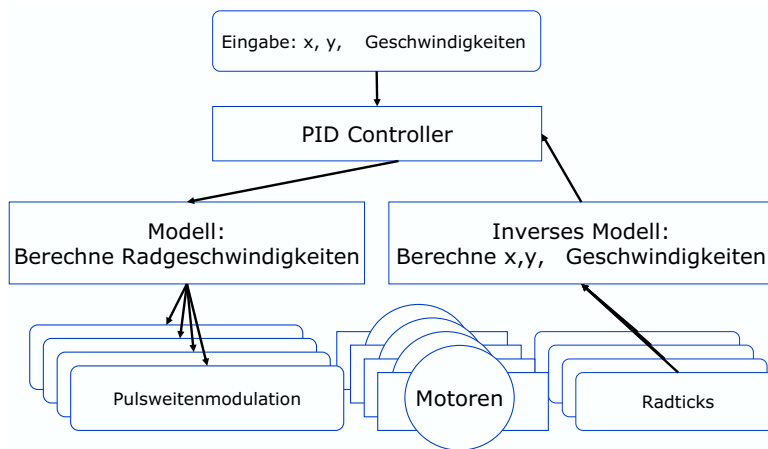 Eingabe: x, y, Geschwindigkeiten
PID Controller
Modell:
Berechne Radgeschwindigkeiten
Inverses Modell:
Berechne x,y, Geschwindigkeiten
Pulsweitenmodulation
Motoren
Radticks